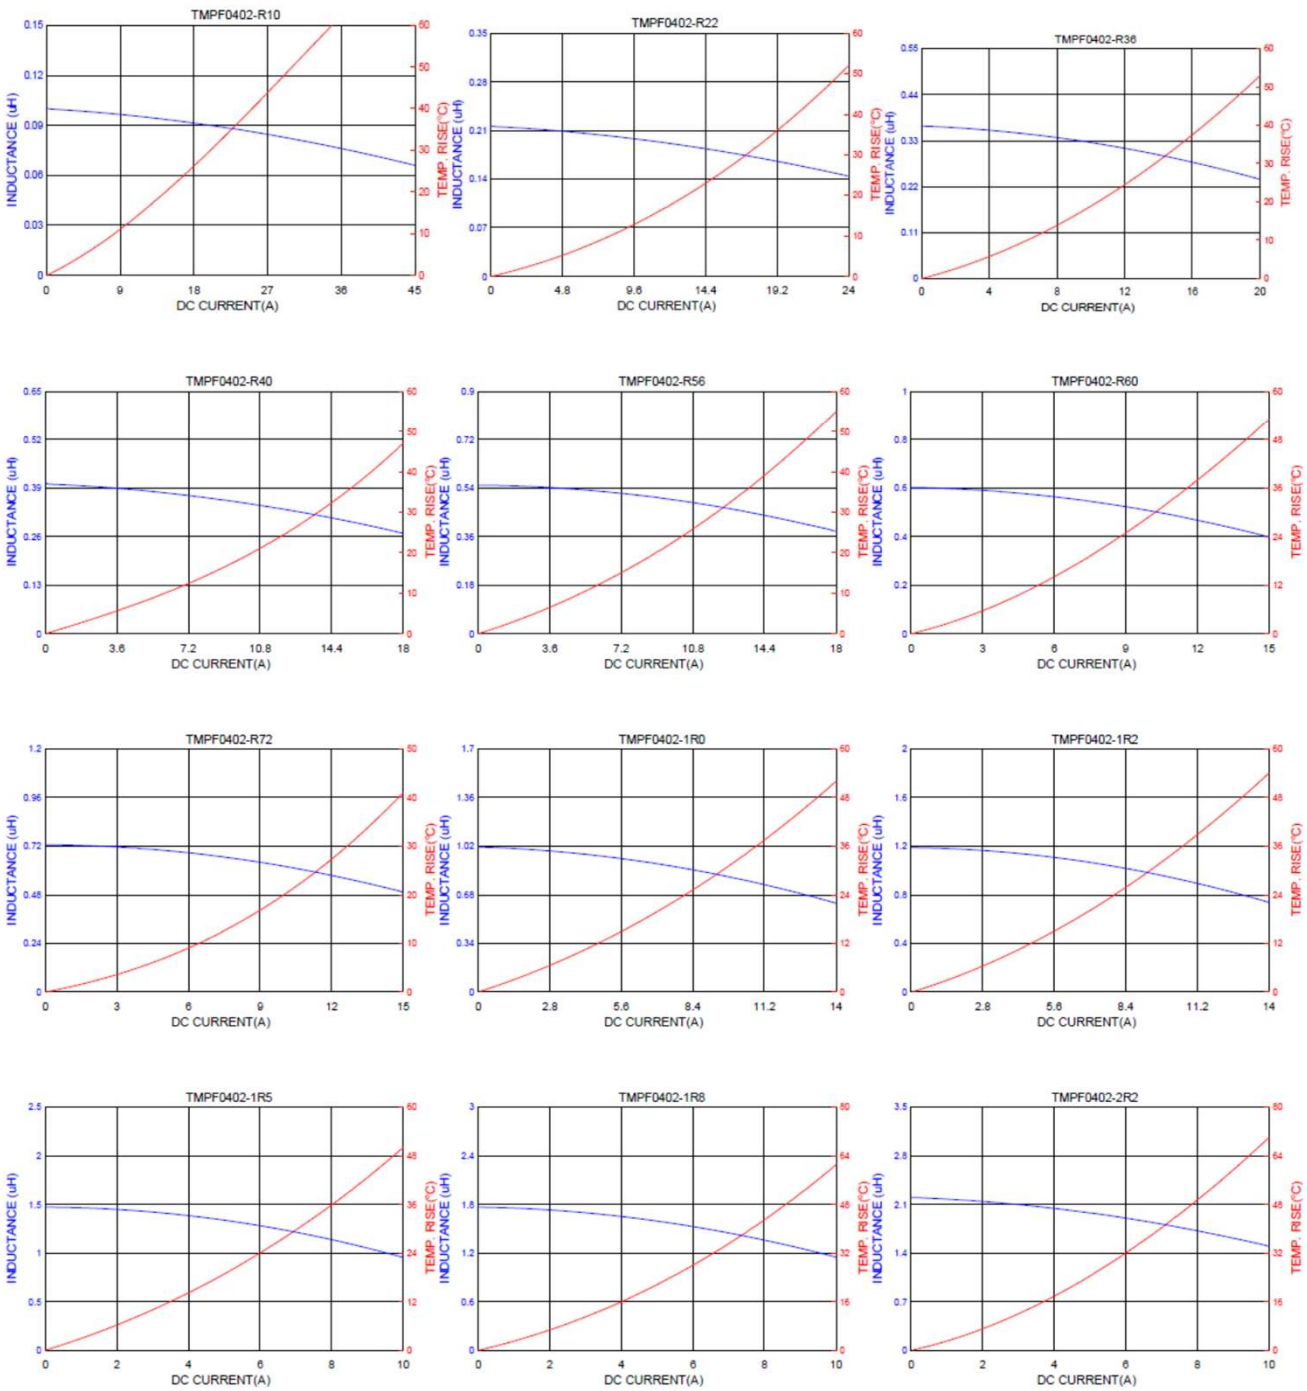 TMPF0402-R10
0.15
0.12
0.09
0.06
0.03
0
INDUCTANCE (uH)
60
50
40
30
20
10
0
TEMP. RISE(°C)
0 9 18 27 36 45
DC CURRENT(A)
TMPF0402-R22
0.35
0.28
0.21
0.14
0.07
0
INDUCTANCE (uH)
60
50
40
30
20
10
0
TEMP. RISE(°C)
0 4.8 9.6 14.4 19.2 24
DC CURRENT(A)
TMPF0402-R36
0.55
0.44
0.33
0.22
0.11
0
INDUCTANCE (uH)
60
50
40
30
20
10
0
TEMP. RISE(°C)
0 4 8 12 16 20
DC CURRENT(A)
TMPF0402-R40
0.65
0.52
0.39
0.26
0.13
0
INDUCTANCE (uH)
60
50
40
30
20
10
0
TEMP. RISE(°C)
0 3.6 7.2 10.8 14.4 18
DC CURRENT(A)
TMPF0402-R56
0.9
0.72
0.54
0.36
0.18
0
INDUCTANCE (uH)
60
50
40
30
20
10
0
TEMP. RISE(°C)
0 3.6 7.2 10.8 14.4 18
DC CURRENT(A)
TMPF0402-R60
1
0.8
0.6
0.4
0.2
0
INDUCTANCE (uH)
60
48
36
24
12
0
TEMP. RISE(°C)
0 3 6 9 12 15
DC CURRENT(A)
TMPF0402-R72
1.2
0.96
0.72
0.48
0.24
0
INDUCTANCE (uH)
50
40
30
20
10
0
TEMP. RISE(°C)
0 3 6 9 12 15
DC CURRENT(A)
TMPF0402-1R0
1.7
1.36
1.02
0.68
0.34
0
INDUCTANCE (uH)
60
48
36
24
12
0
TEMP. RISE(°C)
0 2.8 5.6 8.4 11.2 14
DC CURRENT(A)
TMPF0402-1R2
2
1.6
1.2
0.8
0.4
0
INDUCTANCE (uH)
60
48
36
24
12
0
TEMP. RISE(°C)
0 2.8 5.6 8.4 11.2 14
DC CURRENT(A)
TMPF0402-1R5
2.5
2
1.5
1
0.5
0
INDUCTANCE (uH)
60
48
36
24
12
0
TEMP. RISE(°C)
0 2 4 6 8 10
DC CURRENT(A)
TMPF0402-1R8
3
2.4
1.8
1.2
0.6
0
INDUCTANCE (uH)
80
64
48
32
16
0
TEMP. RISE(°C)
0 2 4 6 8 10
DC CURRENT(A)
TMPF0402-2R2
3.5
2.8
2.1
1.4
0.7
0
INDUCTANCE (uH)
80
64
48
32
16
0
TEMP. RISE(°C)
0 2 4 6 8 10
DC CURRENT(A)